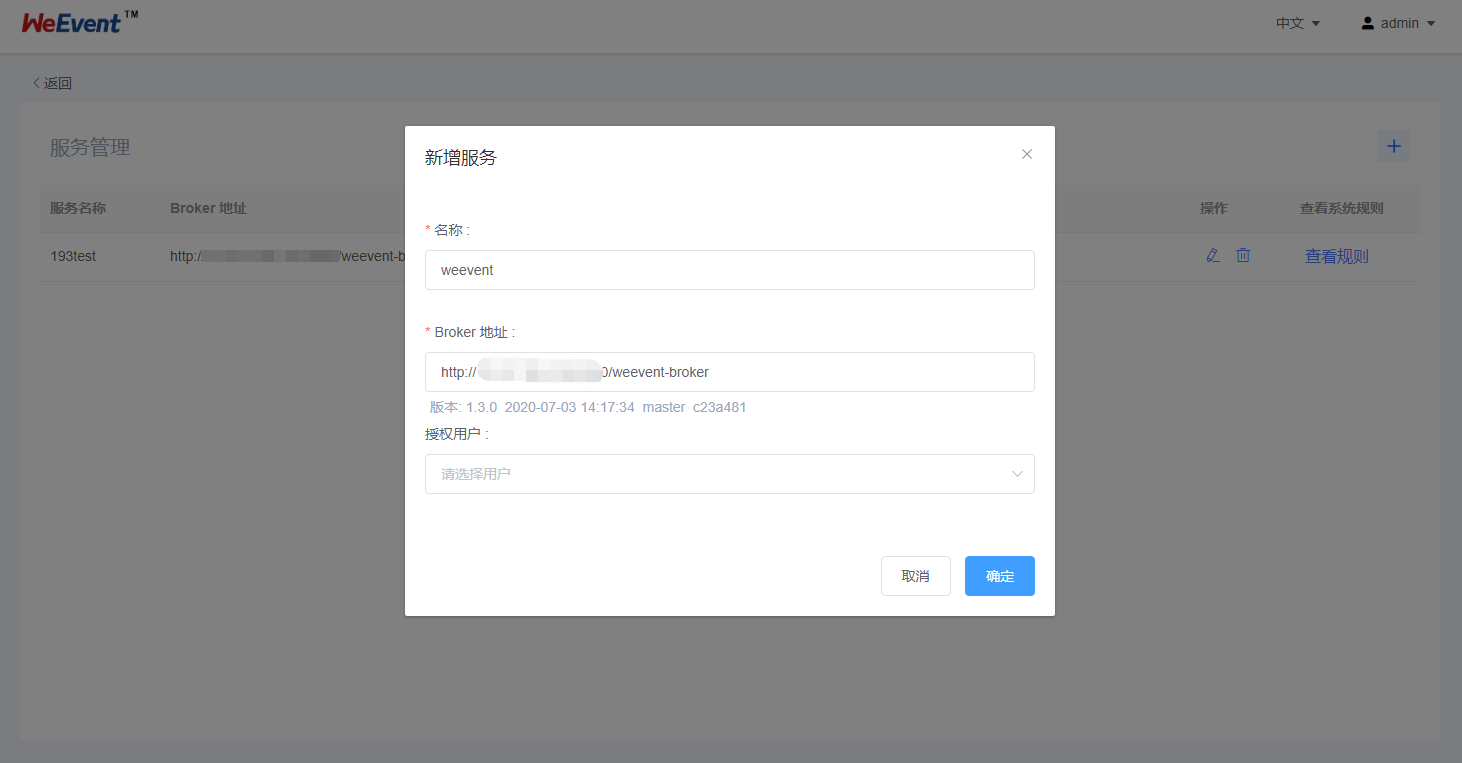 WeEvent™
中文
admin
返回
服务管理
服务名称 Broker 地址 操作 查看系统规则
193test http:/ /weevent-b 查看规则
新增服务
* 名称 :
weevent
* Broker 地址 :
http:// 0/weevent-broker
版本: 1.3.0 2020-07-03 14:17:34 master c23a481
授权用户 :
请选择用户
取消 确定